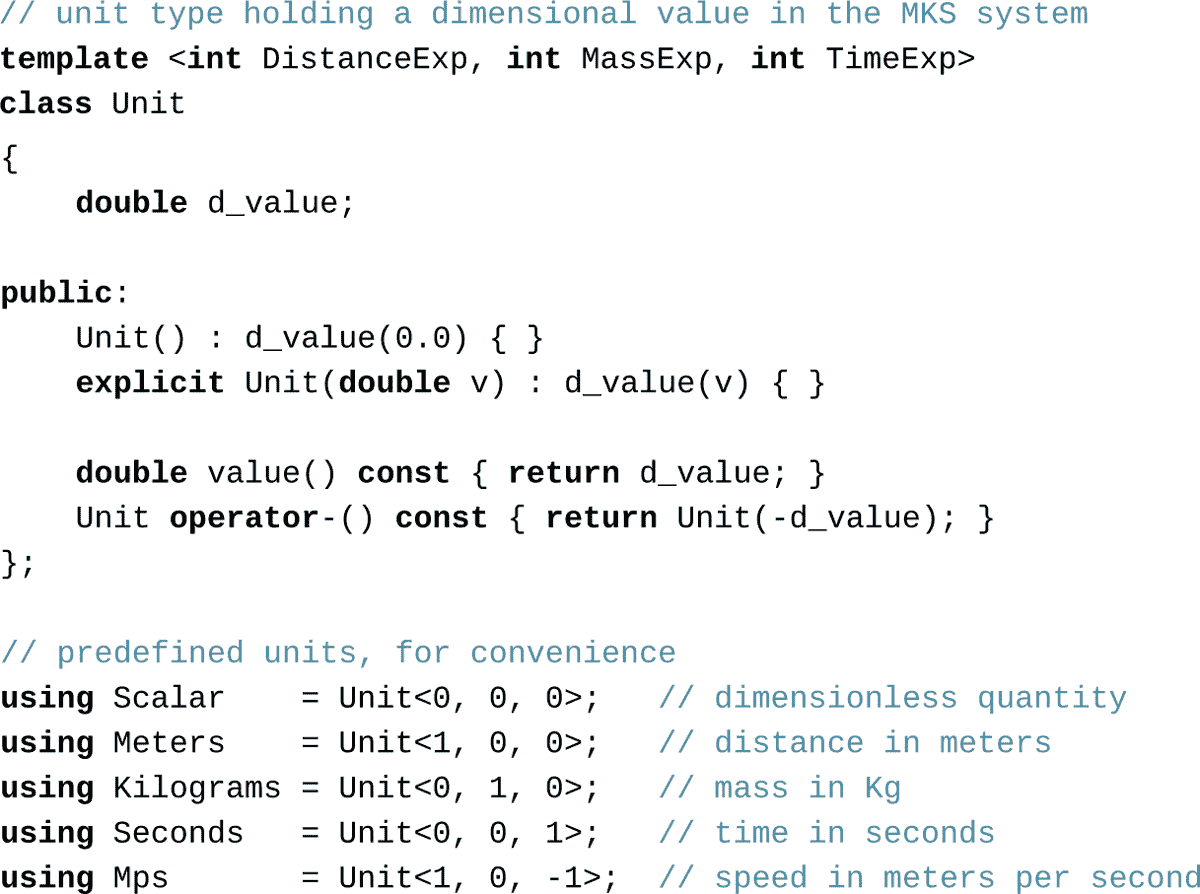 // unit type holding a dimensional value in the MKS system
template <int DistanceExp, int MassExp, int TimeExp>
class Unit
{
    double d_value;

public:
    Unit() : d_value(0.0) { }
    explicit Unit(double v) : d_value(v) { }

    double value() const { return d_value; }
    Unit operator-() const { return Unit(-d_value); }
};

// predefined units, for convenience
using Scalar    = Unit<0, 0, 0>;   // dimensionless quantity
using Meters    = Unit<1, 0, 0>;   // distance in meters
using Kilograms = Unit<0, 1, 0>;   // mass in Kg
using Seconds   = Unit<0, 0, 1>;   // time in seconds
using Mps       = Unit<1, 0, -1>;  // speed in meters per second